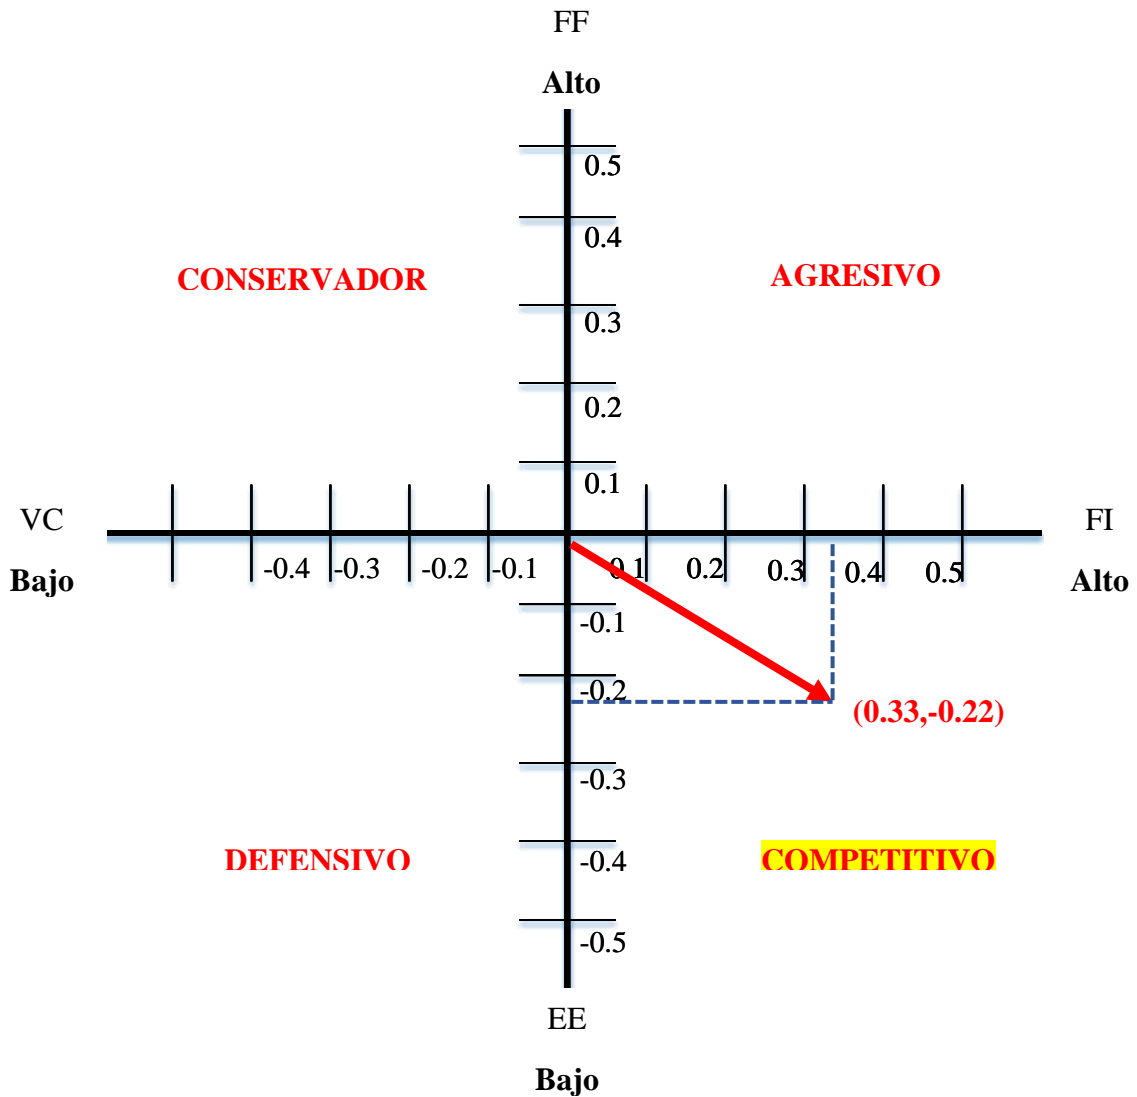 FF
Alto
0.5
0.4
CONSERVADOR
AGRESIVO
0.3
0.2
0.1
VC
FI
Bajo
-0.4 -0.3 -0.2 -0.1 0.1 0.2 0.3 0.4 0.5
Alto
-0.1
-0.2
(0.33,-0.22)
-0.3
DEFENSIVO
-0.4
COMPETITIVO
-0.5
EE
Bajo